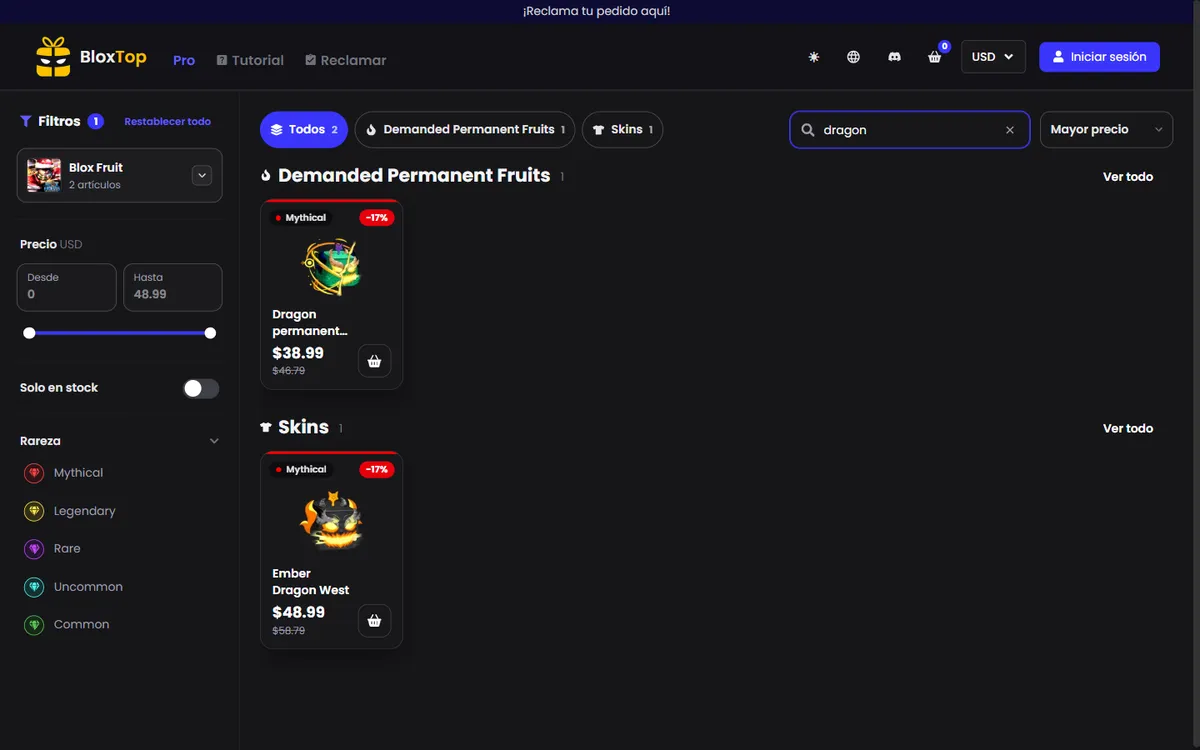 ¡Reclama tu pedido aquí!
BloxTop
Pro
Tutorial
Reclamar
0
USD
Iniciar sesión
Filtros 1
Restablecer todo
Blox Fruit
2 artículos
Precio USD
Desde
0
Hasta
48.99
Solo en stock
Rareza
Mythical
Legendary
Rare
Uncommon
Common
Todos 2
Demanded Permanent Fruits 1
Skins 1
dragon
Mayor precio
Demanded Permanent Fruits 1
Ver todo
Mythical
-17%
Dragon
permanent...
$38.99
$46.79
Skins 1
Ver todo
Mythical
-17%
Ember
Dragon West
$48.99
$58.79